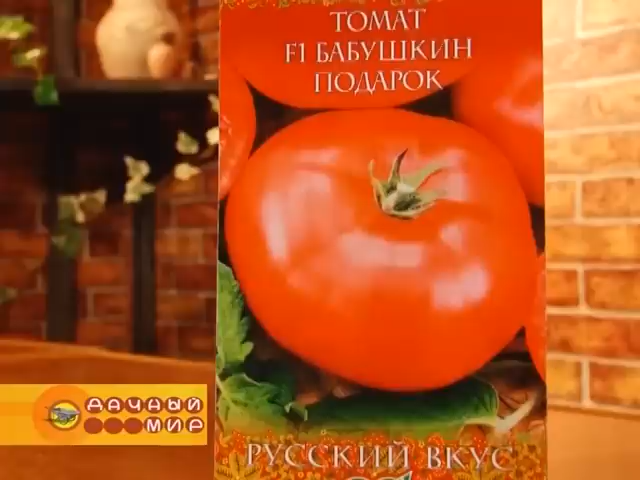 ТОМАТ
F1 БАБУШКИН
ПОДАРОК
РУССКИЙ ВКУС
ДАЧНЫЙ
МИР